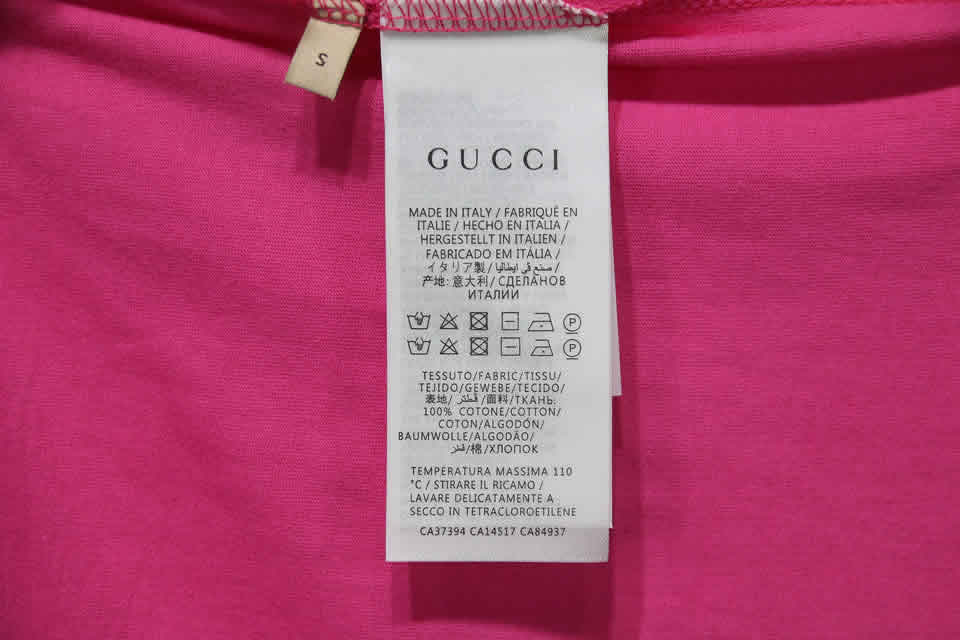 S
GUCCI
MADE IN ITALY / FABRIQUÉ EN
ITALIE / HECHO EN ITALIA /
HERGESTELLT IN ITALIEN /
FABRICADO EM ITÁLIA /
イタリア製 / صنع في ايطاليا /
产地: 意大利 / СДЕЛАНОВ
ИТАЛИИ
P
P
TESSUTO/FABRIC/TISSU/
TEJIDO/GEWEBE/TECIDO/
表地/ قطتر /面料/ТКАНЬ:
100% COTONE/COTTON/
COTON/ALGODÓN/
BAUMWOLLE/ALGODÃO/
قطر/棉/ХЛОПОК
TEMPERATURA MASSIMA 110
°C / STIRARE IL RICAMO /
LAVARE DELICATAMENTE A
SECCO IN TETRACLOROETILENE
CA37394 CA14517 CA84937